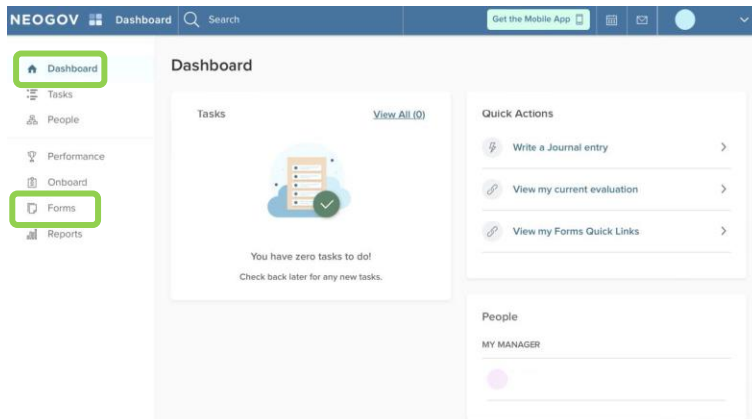 NEOGOV Dashboard Search Get the Mobile App
Dashboard
Tasks
People
Performance
Onboard
Forms
Reports
Dashboard
Tasks View All (0)
You have zero tasks to do!
Check back later for any new tasks.
Quick Actions
Write a Journal entry
View my current evaluation
View my Forms Quick Links
People
MY MANAGER